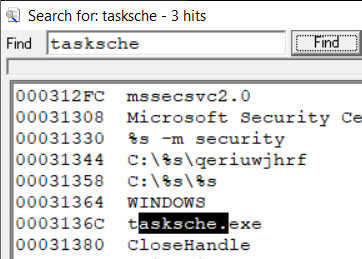 Search for: tasksche - 3 hits
Find tasksche Find
000312FC mssecsvc2.0
00031308 Microsoft Security Ce
00031330 %s -m security
00031344 C:\%s\qeriuwjhrf
00031358 C:\%s\%s
00031364 WINDOWS
0003136C tasksche.exe
00031380 CloseHandle